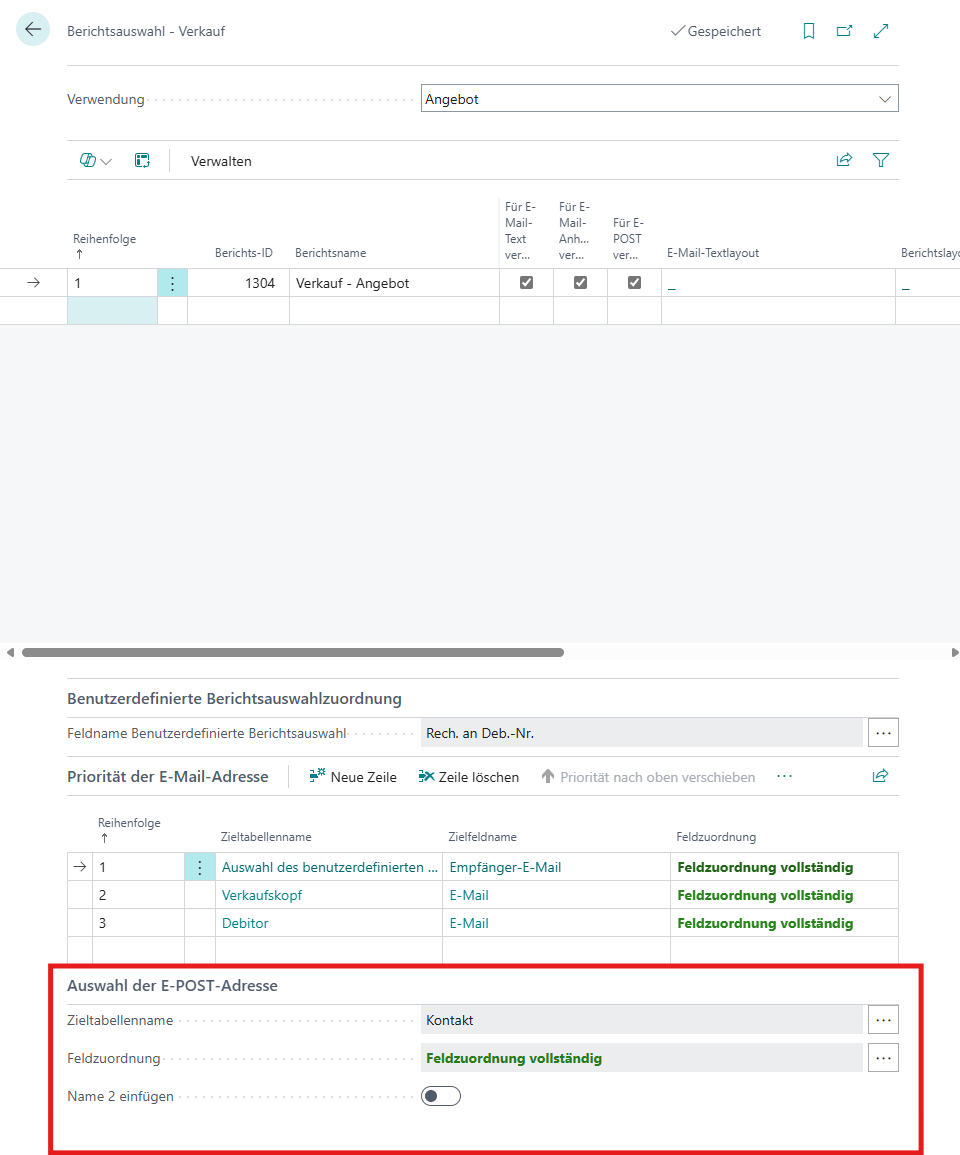 Berichtsauswahl - Verkauf
Gespeichert
Verwendung
Angebot
Verwalten
Reihenfolge
Berichts-ID
Berichtsname
Für E-
Mail-
Text
ver...
Für E-
Mail-
Anh...
ver...
Für E-
POST
ver...
E-Mail-Textlayout
Berichtslayo
1 1304 Verkauf - Angebot _ _
Benutzerdefinierte Berichtsauswahlzuordnung
Feldname Benutzerdefinierte Berichtsauswahl
Rech. an Deb.-Nr.
Priorität der E-Mail-Adresse
Neue Zeile
Zeile löschen
Priorität nach oben verschieben
Reihenfolge
Zieltabellenname
Zielfeldname
Feldzuordnung
1 Auswahl des benutzerdefinierten ... Empfänger-E-Mail Feldzuordnung vollständig
2 Verkaufskopf E-Mail Feldzuordnung vollständig
3 Debitor E-Mail Feldzuordnung vollständig
Auswahl der E-POST-Adresse
Zieltabellenname
Kontakt
Feldzuordnung
Feldzuordnung vollständig
Name 2 einfügen